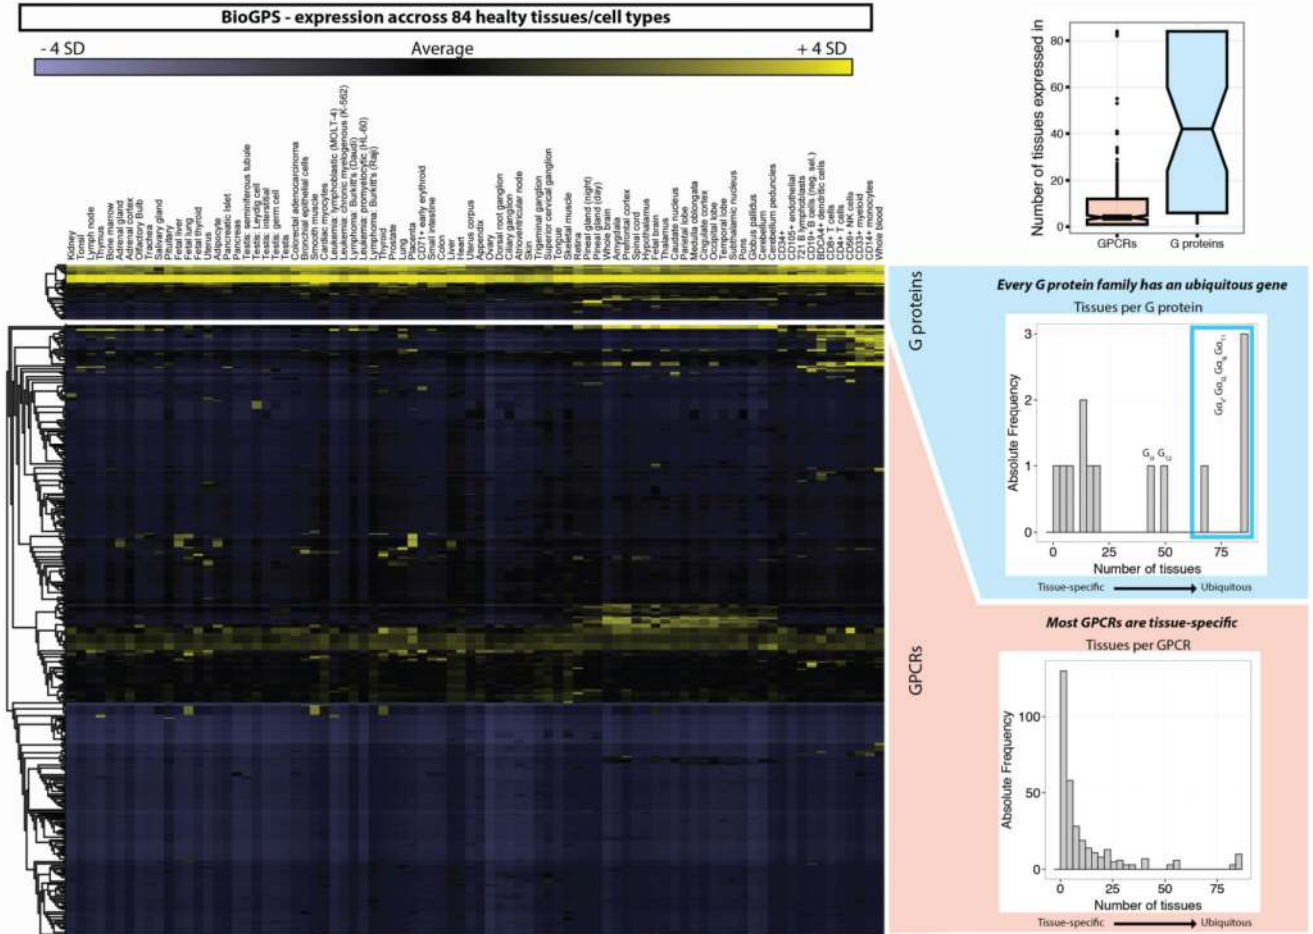 BioGPS - expression accross 84 healty tissues/cell types
- 4 SD
Average
+ 4 SD
Kidney
Tonsil
Lymph node
Thymus
Bone marrow
Adrenal gland
Adrenal cortex
Olfactory Bulb
Trachea
Salivary gland
Pituitary
Fetal liver
Fetal lung
Fetal thyroid
Uterus
Adipocyte
Pancreatic Islet
Pancreas
Testis: seminiferous tubule
Testis: Leydig cell
Testis: interstitial
Testis: germ cell
Testis
Colorectal adenocarcinoma
Bronchial epithelial cells
Smooth muscle
Cardiac myocytes
Leukemia: lymphoblastic (MOLT-4)
Leukemia: chronic myelogenous (K-562)
Lymphoma: Burkitt's (Daudi)
Leukemia: promyelocytic (HL-60)
Lymphoma: Burkitt's (Raji)
Thyroid
Prostate
Lung
Placenta
CD71+ early erythroid
Small intestine
Colon
Liver
Heart
Uterus corpus
Appendix
Ovary
Dorsal root ganglion
Ciliary ganglion
Atrioventricular node
Skin
Trigeminal ganglion
Superior cervical ganglion
Tongue
Skeletal muscle
Retina
Pineal gland (night)
Pineal gland (day)
Whole brain
Amygdala
Prefrontal cortex
Spinal cord
Hypothalamus
Fetal brain
Thalamus
Caudate nucleus
Parietal lobe
Medulla oblongata
Cingulate cortex
Occipital lobe
Temporal lobe
Subthalamic nucleus
Pons
Gobus pallidus
Cerebellum
Cerebellum peduncles
CD34+
CD105+ endothelial
721 B lymphoblasts
CD19+ B cells (neg. sel.)
BDCA4+ dendritic cells
CD8+ T cells
CD4+ T cells
CD56+ NK cells
CD33+ myeloid
CD14+ monocytes
Whole blood
Number of tissues expressed in
80
60
40
20
0
GPCRs
G proteins
G proteins
Every G protein family has an ubiquitous gene
Tissues per G protein
Absolute Frequency
3
2
1
0
0
25
50
75
Number of tissues
Tissue-specific
Ubiquitous
GPCRs
Most GPCRs are tissue-specific
Tissues per GPCR
Absolute Frequency
100
50
0
0
25
50
75
Number of tissues
Tissue-specific
Ubiquitous